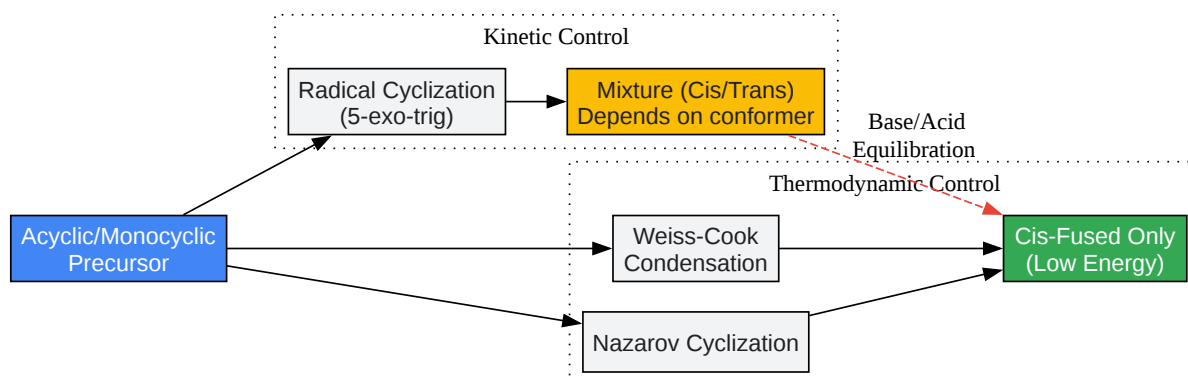 Kinetic Control
Radical Cyclization
(5-exo-trig)
Mixture (Cis/Trans)
Depends on conformer
Base/Acid
Equilibration
Thermodynamic Control
Acyclic/Monocyclic
Precursor
Weiss-Cook
Condensation
Cis-Fused Only
(Low Energy)
Nazarov Cyclization